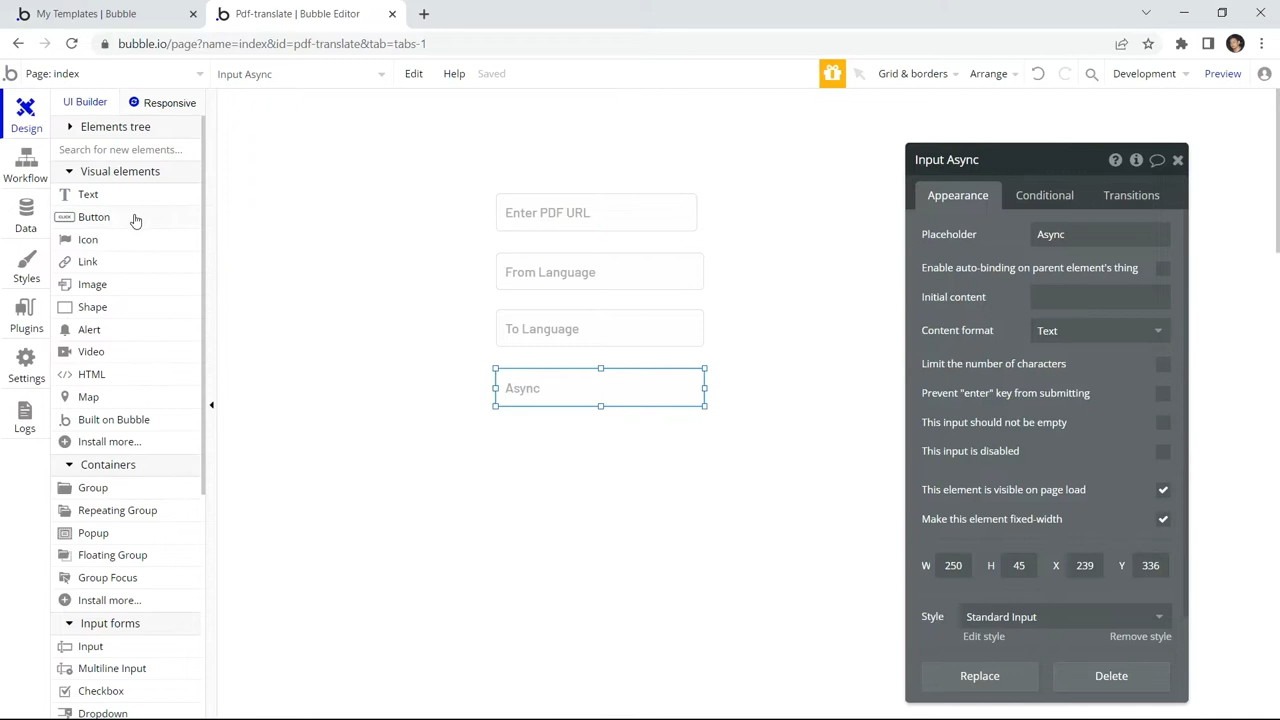 My Templates | Bubble
Pdf-translate | Bubble Editor
bubble.io/page?name=index&id=pdf-translate&tab=tabs-1
Page: index
Input Async
Edit
Help
Saved
Grid & borders
Arrange
Development
Preview
Design
Workflow
Data
Styles
Plugins
Settings
Logs
UI Builder
Responsive
Elements tree
Search for new elements...
Visual elements
Text
CLICK
Button
Icon
Link
Image
Shape
Alert
Video
HTML
Map
Built on Bubble
Install more...
Containers
Group
Repeating Group
Popup
Floating Group
Group Focus
Install more...
Input forms
Input
Multiline Input
Checkbox
Dropdown
Enter PDF URL
From Language
To Language
Async
Input Async
Appearance
Conditional
Transitions
Placeholder Async
Enable auto-binding on parent element's thing
Initial content
Content format Text
Limit the number of characters
Prevent "enter" key from submitting
This input should not be empty
This input is disabled
This element is visible on page load
Make this element fixed-width
W 250 H 45 X 239 Y 336
Style Standard Input
Edit style Remove style
Replace Delete